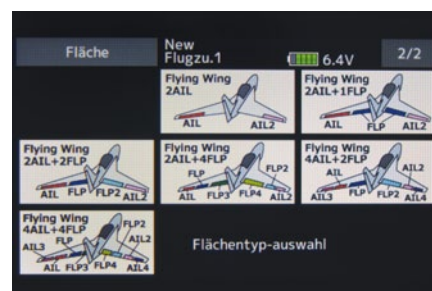 Fläche
New
Flugzu.1
6.4V
2/2
Flying Wing
2AIL
AIL
AIL2
Flying Wing
2AIL+1FLP
AIL
FLP
AIL2
Flying Wing
2AIL+2FLP
AIL
FLP
FLP2
AIL2
Flying Wing
2AIL+4FLP
FLP
FLP2
AIL
FLP3
FLP4
AIL2
Flying Wing
4AIL+2FLP
AIL
AIL2
AIL3
FLP
FLP2
AIL4
Flying Wing
4AIL+4FLP
FLP
FLP2
AIL3
AIL2
AIL
FLP3
FLP4
AIL4
Flächentyp-auswahl